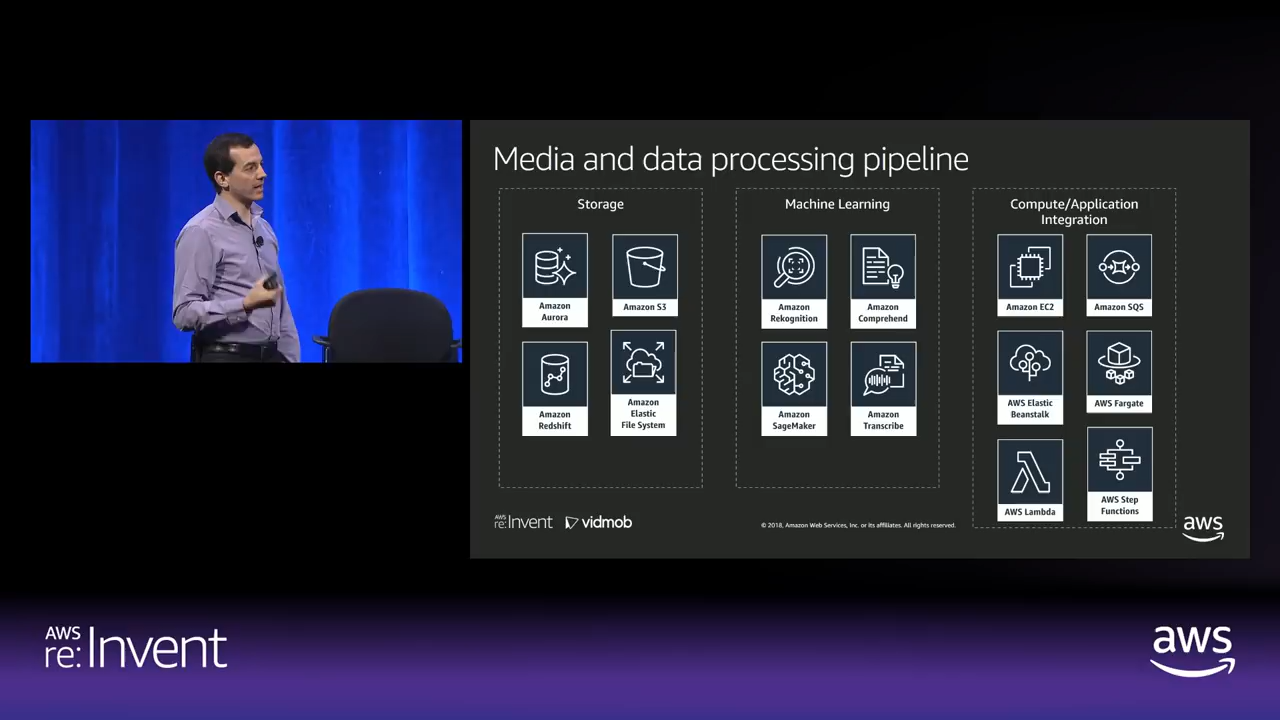 Media and data processing pipeline
Storage
Amazon
Aurora
Amazon S3
Amazon
Redshift
Amazon
Elastic
File System
Machine Learning
Amazon
Rekognition
Amazon
Comprehend
Amazon
SageMaker
Amazon
Transcribe
Compute/Application
Integration
Amazon EC2
Amazon SQS
AWS Elastic
Beanstalk
AWS Fargate
AWS Lambda
AWS Step
Functions
AWS
re:Invent
vidmob
© 2018, Amazon Web Services, Inc. or its affiliates. All rights reserved.
aws
AWS
re:Invent
aws